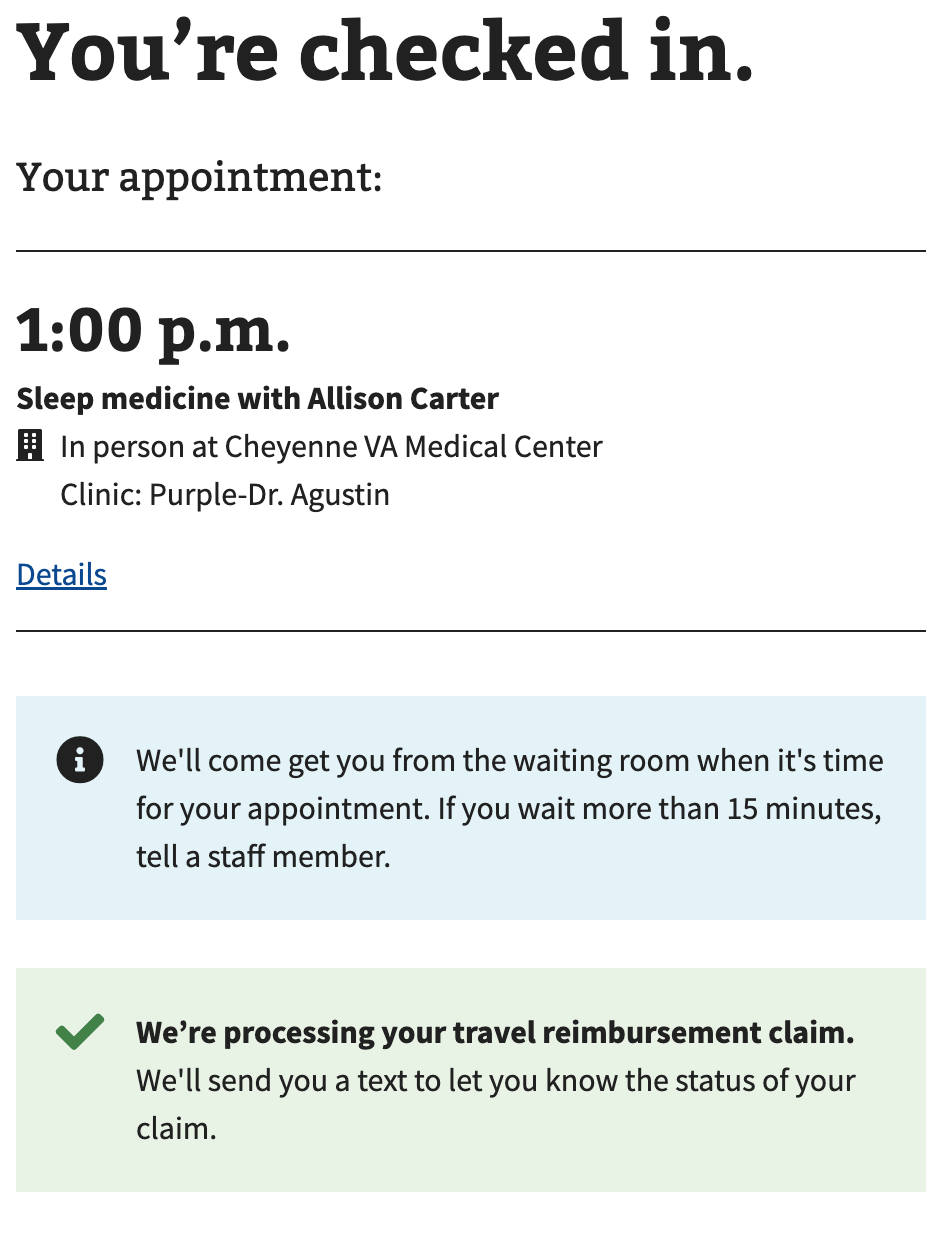 You’re checked in.
Your appointment:
1:00 p.m.
Sleep medicine with Allison Carter
In person at Cheyenne VA Medical Center
Clinic: Purple-Dr. Agustin
Details
We'll come get you from the waiting room when it's time
for your appointment. If you wait more than 15 minutes,
tell a staff member.
We’re processing your travel reimbursement claim.
We'll send you a text to let you know the status of your
claim.